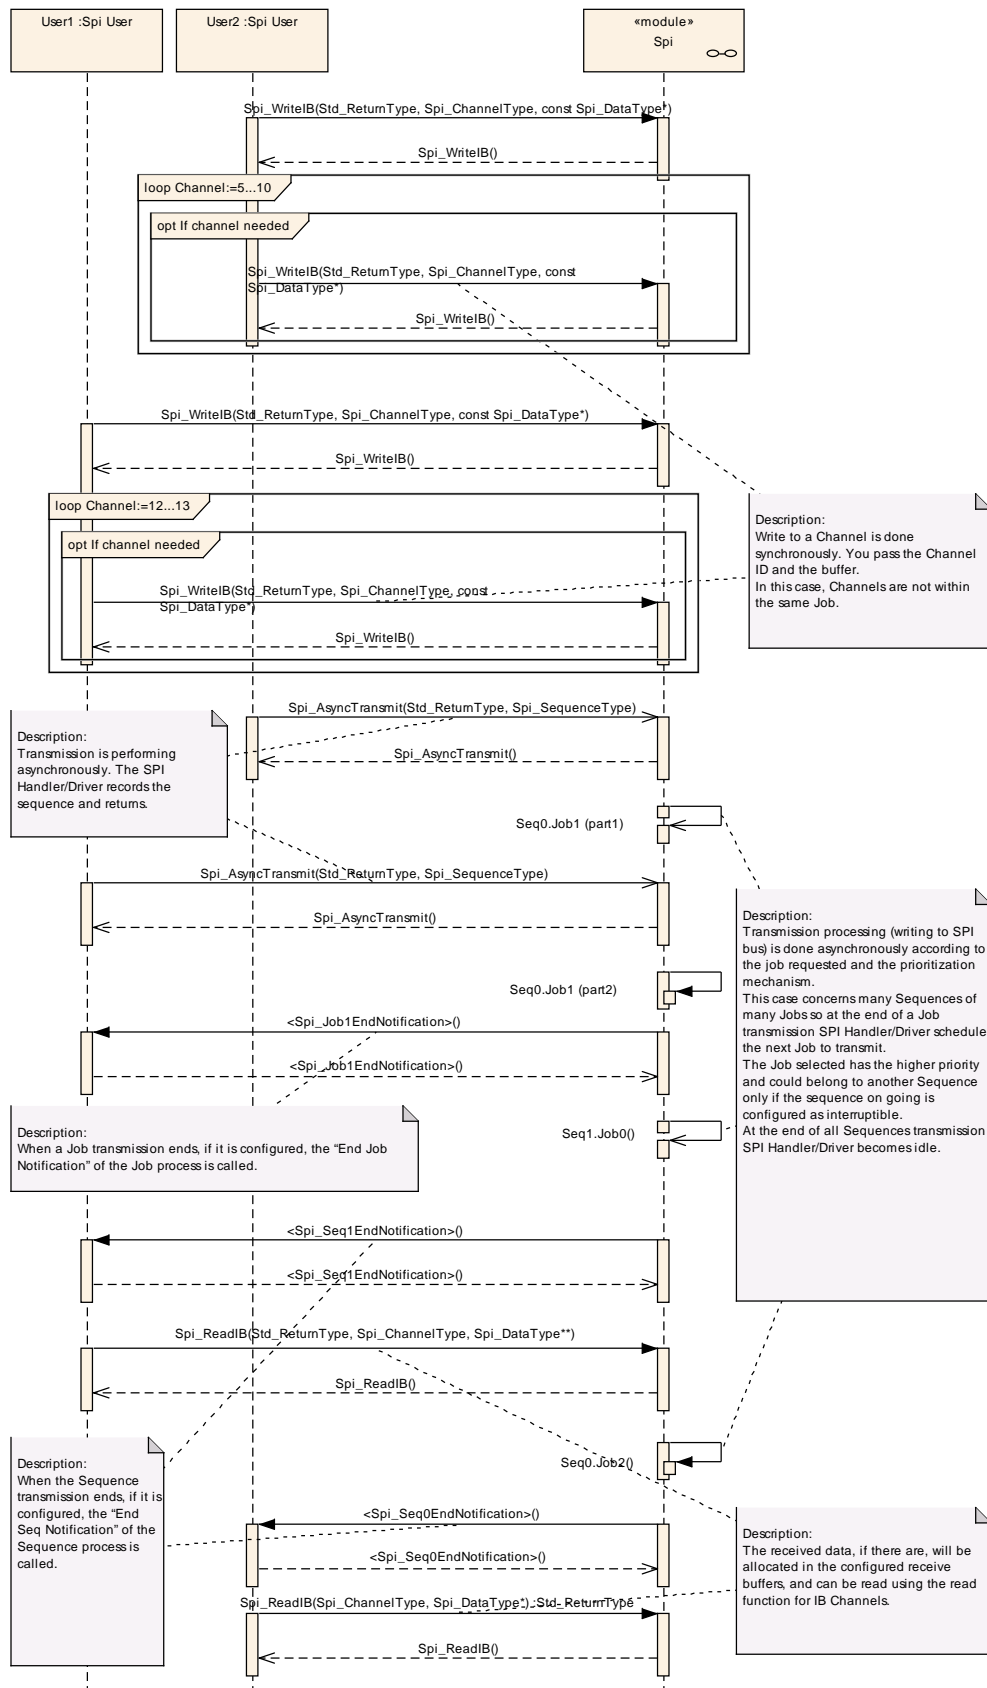 User1 :Spi User
User2 :Spi User
«module»
Spi
Spi_WriteIB(Std_ReturnType, Spi_ChannelType, const Spi_DataType*)
Spi_WriteIB()
loop Channel:=5...10
opt If channel needed
Spi_WriteIB(Std_ReturnType, Spi_ChannelType, const
Spi_DataType*)
Spi_WriteIB()
Spi_WriteIB(Std_ReturnType, Spi_ChannelType, const Spi_DataType*)
Spi_WriteIB()
loop Channel:=12...13
opt If channel needed
Spi_WriteIB(Std_ReturnType, Spi_ChannelType, const
Spi_DataType*)
Spi_WriteIB()
Description:
Write to a Channel is done
synchronously. You pass the Channel
ID and the buffer.
In this case, Channels are not within
the same Job.
Spi_AsyncTransmit(Std_ReturnType, Spi_SequenceType)
Spi_AsyncTransmit()
Description:
Transmission is performing
asynchronously. The SPI
Handler/Driver records the
sequence and returns.
Seq0.Job1 (part1)
Spi_AsyncTransmit(Std_ReturnType, Spi_SequenceType)
Spi_AsyncTransmit()
Seq0.Job1 (part2)
Description:
Transmission processing (writing to SPI
bus) is done asynchronously according to
the job requested and the prioritization
mechanism.
This case concerns many Sequences of
many Jobs so at the end of a Job
transmission SPI Handler/Driver schedule
the next Job to transmit.
The Job selected has the higher priority
and could belong to another Sequence
only if the sequence on going is
configured as interruptible.
At the end of all Sequences transmission
SPI Handler/Driver becomes idle.
<Spi_Job1EndNotification>()
<Spi_Job1EndNotification>()
Description:
When a Job transmission ends, if it is configured, the “End Job
Notification” of the Job process is called.
Seq1.Job0()
<Spi_Seq1EndNotification>()
<Spi_Seq1EndNotification>()
Spi_ReadIB(Std_ReturnType, Spi_ChannelType, Spi_DataType**)
Spi_ReadIB()
Description:
When the Sequence
transmission ends, if it is
configured, the “End
Seq Notification” of the
Sequence process is
called.
Seq0.Job2()
<Spi_Seq0EndNotification>()
<Spi_Seq0EndNotification>()
Description:
The received data, if there are, will be
allocated in the configured receive
buffers, and can be read using the read
function for IB Channels.
Spi_ReadIB(Spi_ChannelType, Spi_DataType*) :Std_ReturnType
Spi_ReadIB()